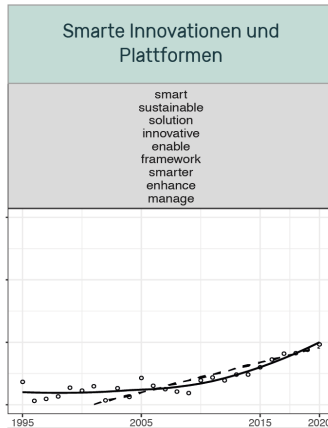 Smarte Innovationen und
Plattformen
smart
sustainable
solution
innovative
enable
framework
smarter
enhance
manage
1995 2005 2015 2020